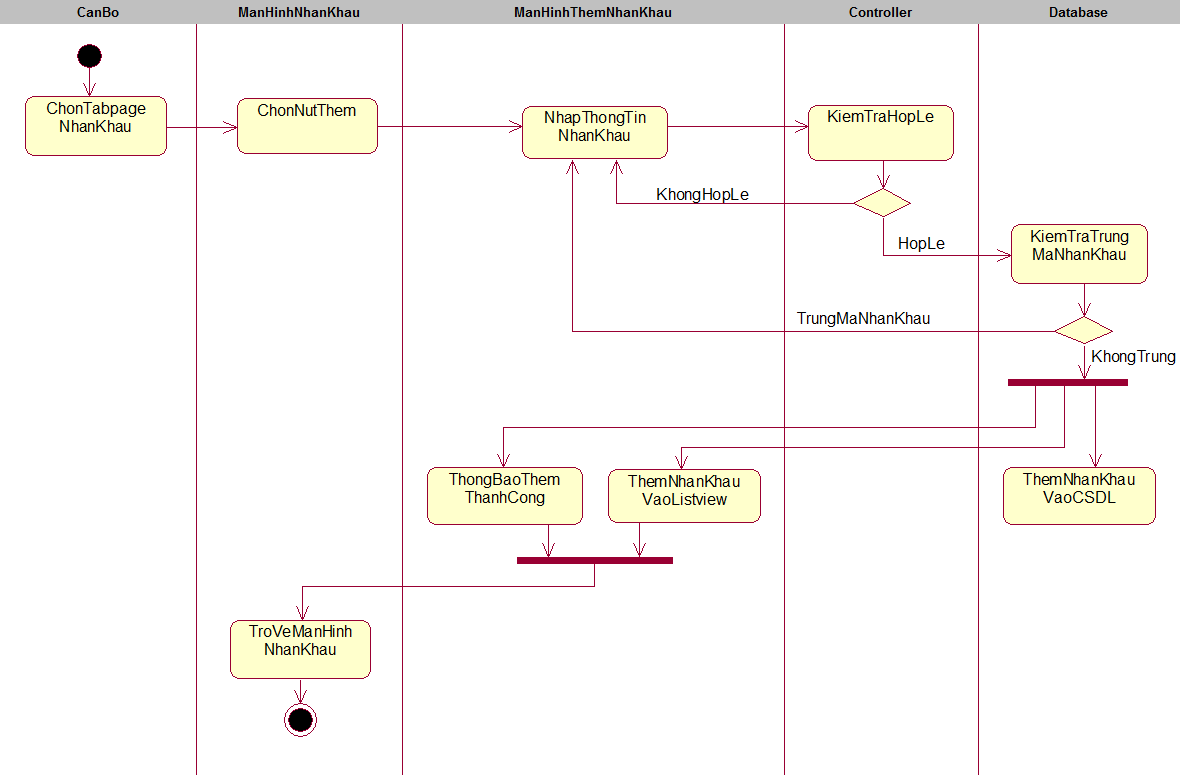 CanBo
ManHinhNhanKhau
ManHinhThemNhanKhau
Controller
Database
ChonTabpage
NhanKhau
ChonNutThem
NhapThongTin
NhanKhau
KiemTraHopLe
KhongHopLe
HopLe
KiemTraTrung
MaNhanKhau
TrungMaNhanKhau
KhongTrung
ThongBaoThem
ThanhCong
ThemNhanKhau
VaoListview
ThemNhanKhau
VaoCSDL
TroVeManHinh
NhanKhau